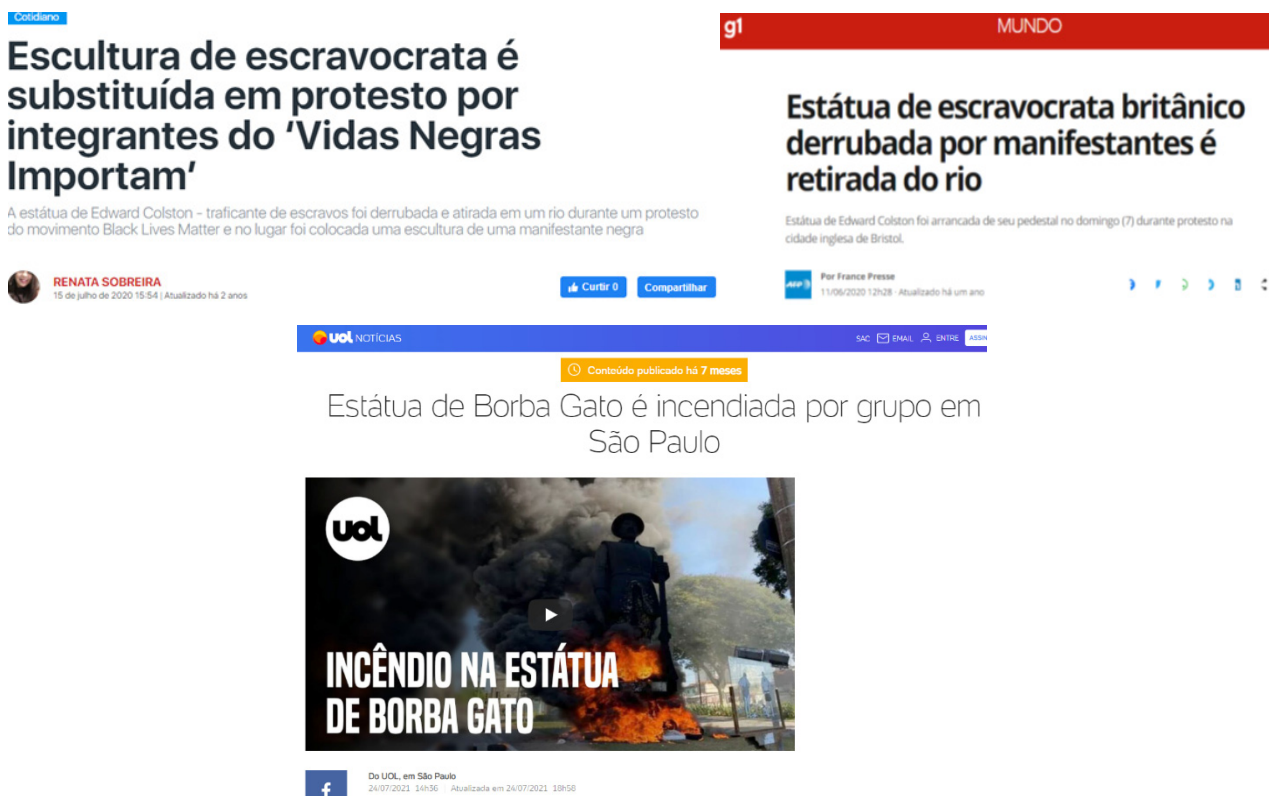 Cotidiano
Escultura de escravocrata é
substituída em protesto por
integrantes do ‘Vidas Negras
Importam’
A estátua de Edward Colston - traficante de escravos foi derrubada e atirada em um rio durante um protesto
do movimento Black Lives Matter e no lugar foi colocada uma escultura de uma manifestante negra
RENATA SOBREIRA
15 de julho de 2020 15:54 | Atualizado há 2 anos
Curtir 0
Compartilhar
g1
MUNDO
Estátua de escravocrata britânico
derrubada por manifestantes é
retirada do rio
Estátua de Edward Colston foi arrancada de seu pedestal no domingo (7) durante protesto na
cidade inglesa de Bristol.
AFP
Por France Presse
11/06/2020 12h28 · Atualizado há um ano
uol NOTÍCIAS
SAC EMAIL ENTRE ASSIN
Conteúdo publicado há 7 meses
Estátua de Borba Gato é incendiada por grupo em
São Paulo
uol
INCÊNDIO NA ESTÁTUA
DE BORBA GATO
f
Do UOL, em São Paulo
24/07/2021 14h36 | Atualizada em 24/07/2021 18h58